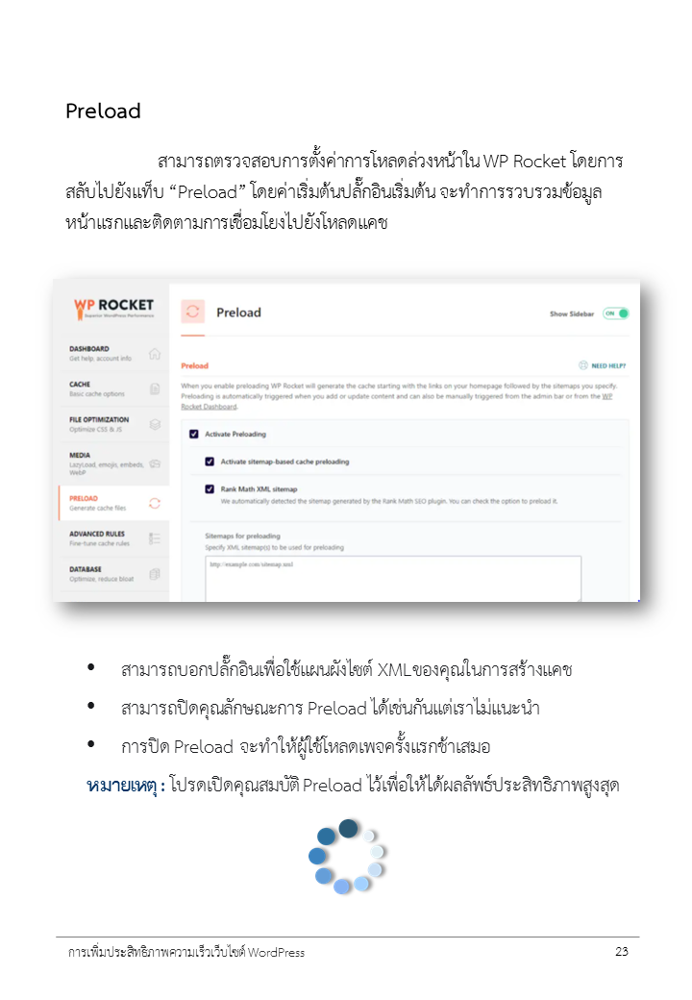 Preload
สามารถตรวจสอบการตั้งค่าการโหลดล่วงหน้าใน WP Rocket โดยการ
สลับไปยังแท็บ “Preload” โดยค่าเริ่มต้นปลั๊กอินเริ่มต้น จะทำการรวบรวมข้อมูล
หน้าแรกและติดตามการเชื่อมโยงไปยังโหลดแคช
WP ROCKET
Superior WordPress Performance
DASHBOARD
Get help, account info
CACHE
Basic cache options
FILE OPTIMIZATION
Optimize CSS & JS
MEDIA
LazyLoad, emojis, embeds,
WebP
PRELOAD
Generate cache files
ADVANCED RULES
Fine-tune cache rules
DATABASE
Optimize, reduce bloat
Preload
Show Sidebar ON
Preload
NEED HELP?
When you enable preloading WP Rocket will generate the cache starting with the links on your homepage followed by the sitemaps you specify.
Preloading is automatically triggered when you add or update content and can also be manually triggered from the admin bar or from the WP
Rocket Dashboard.
Activate Preloading
Activate sitemap-based cache preloading
Rank Math XML sitemap
We automatically detected the sitemap generated by the Rank Math SEO plugin. You can check the option to preload it.
Sitemaps for preloading
Specify XML sitemap(s) to be used for preloading
http://example.com/sitemap.xml
• สามารถบอกปลั๊กอินเพื่อใช้แผนผังไซต์ XMLของคุณในการสร้างแคช
• สามารถปิดคุณลักษณะการ Preload ได้เช่นกันแต่เราไม่แนะนำ
• การปิด Preload จะทำให้ผู้ใช้โหลดเพจครั้งแรกช้าเสมอ
หมายเหตุ : โปรดเปิดคุณสมบัติ Preload ไว้เพื่อให้ได้ผลลัพธ์ประสิทธิภาพสูงสุด
การเพิ่มประสิทธิภาพความเร็วเว็บไซต์ WordPress
23